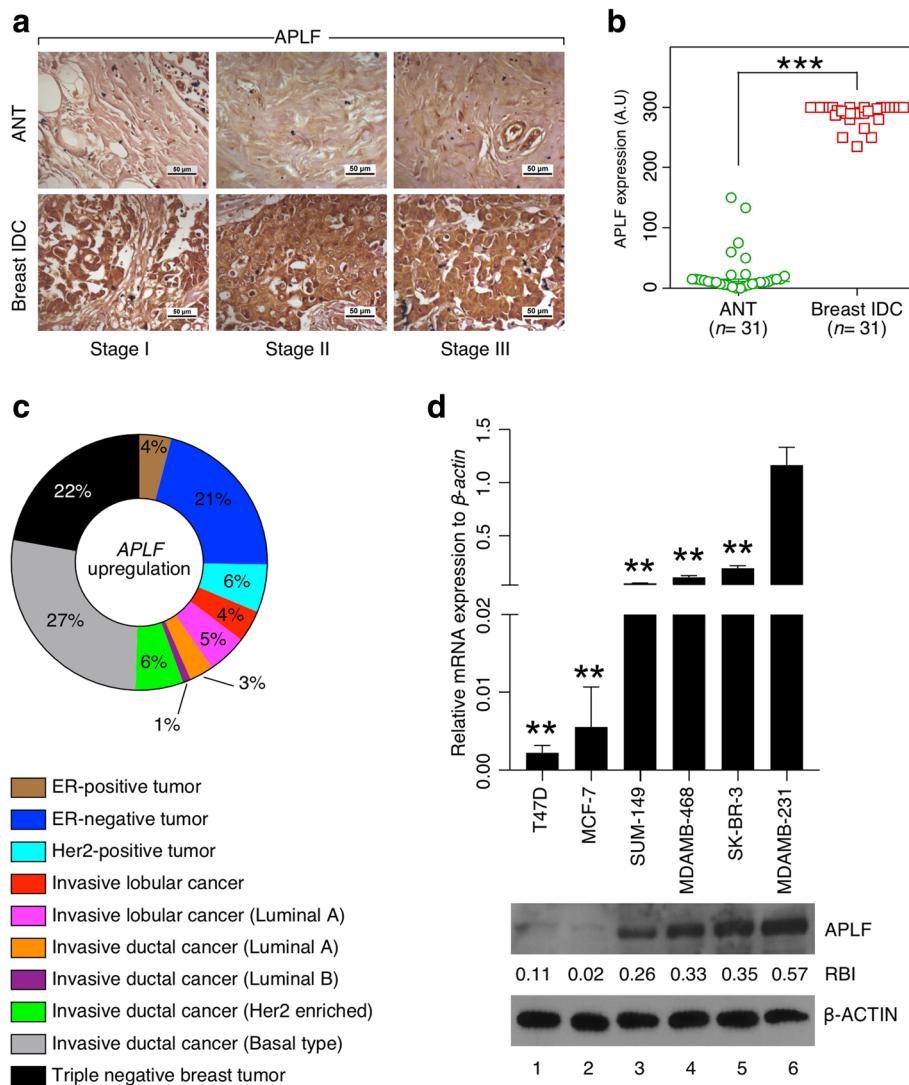 a
APLF
ANT
50 µm
50 µm
50 µm
Breast IDC
50 µm
50 µm
50 µm
Stage I
Stage II
Stage III
b
APLF expression (A.U)
300
200
100
0
***
ANT
(n= 31)
Breast IDC
(n= 31)
c
4%
21%
6%
4%
5%
3%
1%
6%
27%
22%
APLF
upregulation
ER-positive tumor
ER-negative tumor
Her2-positive tumor
Invasive lobular cancer
Invasive lobular cancer (Luminal A)
Invasive ductal cancer (Luminal A)
Invasive ductal cancer (Luminal B)
Invasive ductal cancer (Her2 enriched)
Invasive ductal cancer (Basal type)
Triple negative breast tumor
d
Relative mRNA expression to β-actin
1.5
1.0
0.5
0.02
0.01
0.00
**
**
**
**
**
T47D
MCF-7
SUM-149
MDAMB-468
SK-BR-3
MDAMB-231
APLF
0.11 0.02 0.26 0.33 0.35 0.57 RBI
β-ACTIN
1 2 3 4 5 6